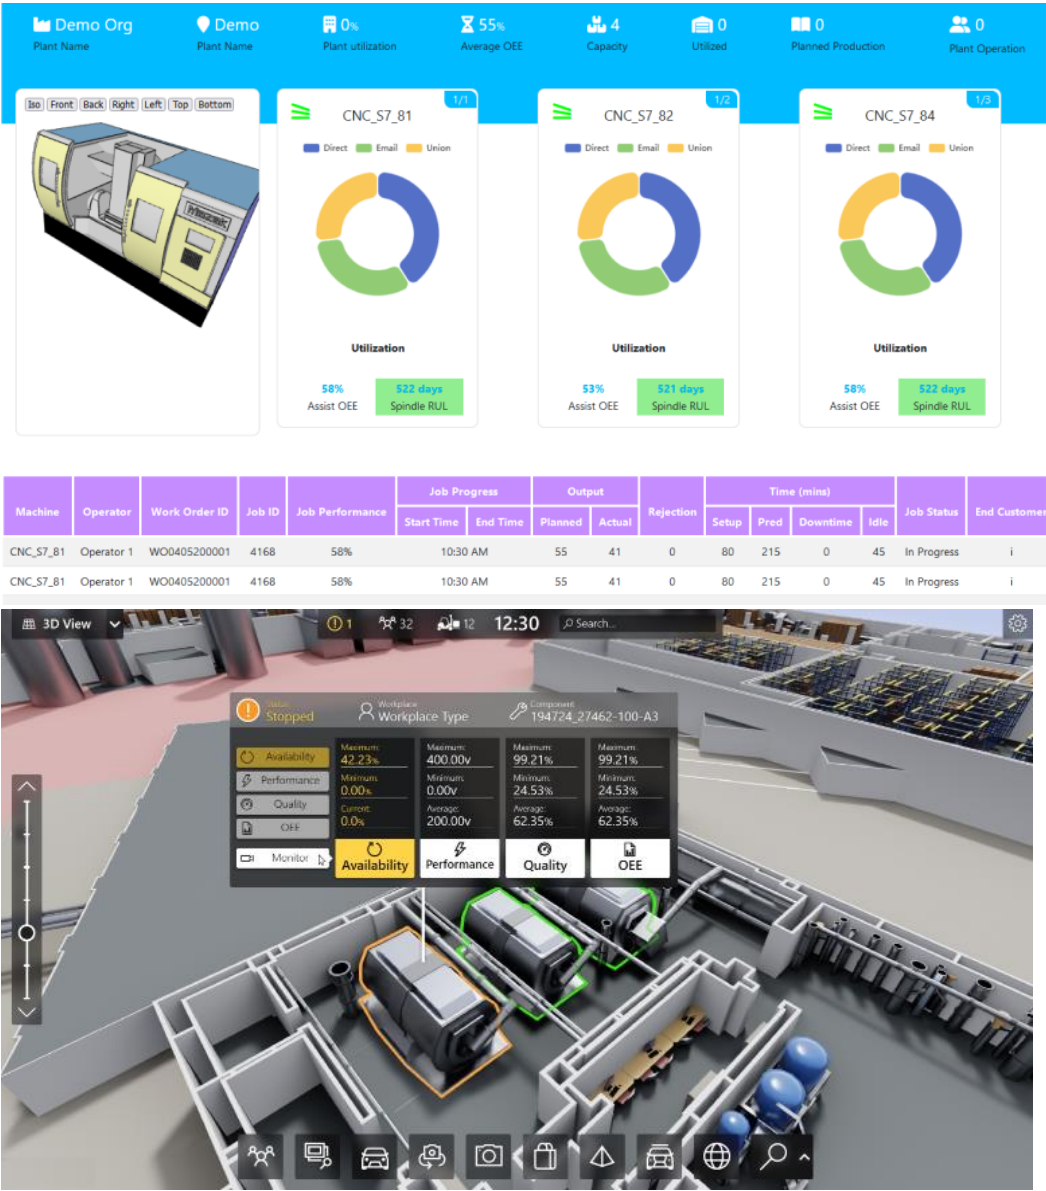 Demo Org
Plant Name
Demo
Plant Name
0%
Plant utilization
55%
Average OEE
4
Capacity
0
Utilized
0
Planned Production
0
Plant Operation
Iso Front Back Right Left Top Bottom
Mazak
1/1
CNC_S7_81
Direct Email Union
Utilization
58%
Assist OEE
522 days
Spindle RUL
1/2
CNC_S7_82
Direct Email Union
Utilization
53%
Assist OEE
521 days
Spindle RUL
1/3
CNC_S7_84
Direct Email Union
Utilization
58%
Assist OEE
522 days
Spindle RUL
Machine Operator Work Order ID Job ID Job Performance Job Progress Output Rejection Time (mins) Job Status End Customer
Start Time End Time Planned Actual Setup Pred Downtime Idle
CNC_S7_81 Operator 1 WO0405200001 4168 58% 10:30 AM 55 41 0 80 215 0 45 In Progress i
CNC_S7_81 Operator 1 WO0405200001 4168 58% 10:30 AM 55 41 0 80 215 0 45 In Progress i
3D View 1 32 12 12:30 Search...
Status
Stopped
Workplace
Workplace Type
Component
194724_27462-100-A3
Availability
Performance
Quality
OEE
Monitor
Maximum:
42.23%
Minimum:
0.00%
Current:
0.0%
Availability
Maximum:
400.00v
Minimum:
0.00v
Average:
200.00v
Performance
Maximum:
99.21%
Minimum:
24.53%
Average:
62.35%
Quality
Maximum:
99.21%
Minimum:
24.53%
Average:
62.35%
OEE